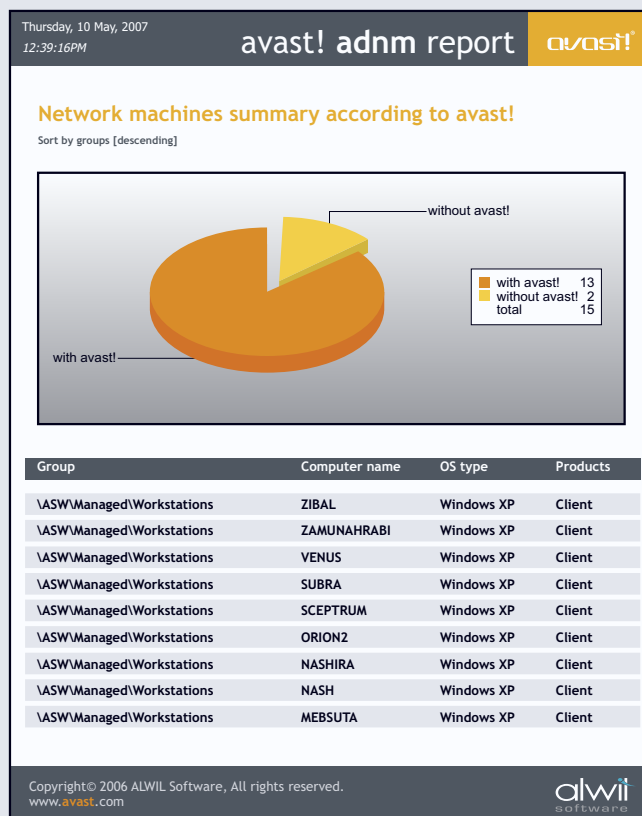 Thursday, 10 May, 2007
12:39:16PM
avast! adnm report
avast!®
Network machines summary according to avast!
Sort by groups [descending]
without avast!
with avast! 13
without avast! 2
total 15
with avast!
Group Computer name OS type Products
\ASW\Managed\Workstations ZIBAL Windows XP Client
\ASW\Managed\Workstations ZAMUNAHRABI Windows XP Client
\ASW\Managed\Workstations VENUS Windows XP Client
\ASW\Managed\Workstations SUBRA Windows XP Client
\ASW\Managed\Workstations SCEPTRUM Windows XP Client
\ASW\Managed\Workstations ORION2 Windows XP Client
\ASW\Managed\Workstations NASHIRA Windows XP Client
\ASW\Managed\Workstations NASH Windows XP Client
\ASW\Managed\Workstations MEBSUTA Windows XP Client
Copyright© 2006 ALWIL Software, All rights reserved.
www.avast.com
alwil
software